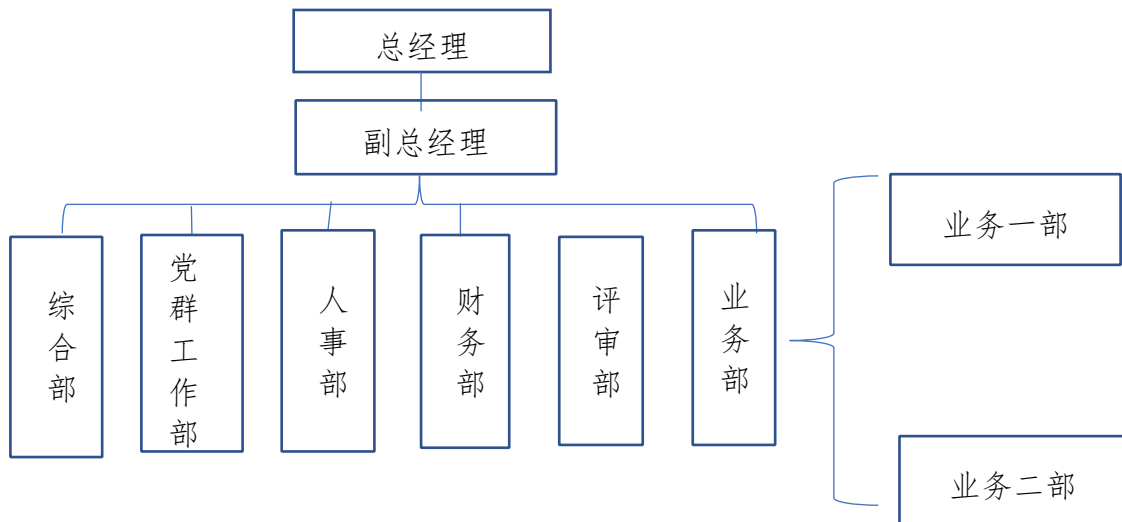 总经理
副总经理
综合部
党群工作部
人事部
财务部
评审部
业务部
业务一部
业务二部